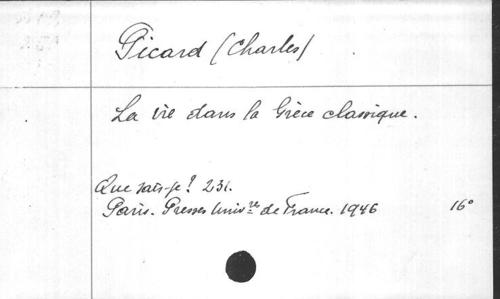 Picard (Charles)
La vie dans la Grèce classique.
Que sais-je? 231.
Paris. Presses Univ.res de France. 1946 16°